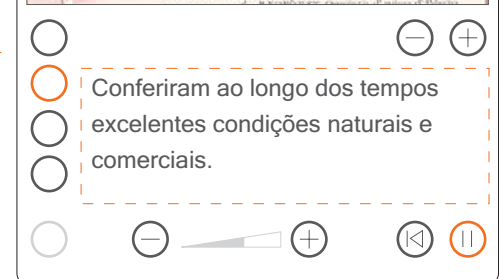 Conferiram ao longo dos tempos
excelentes condições naturais e
comerciais.